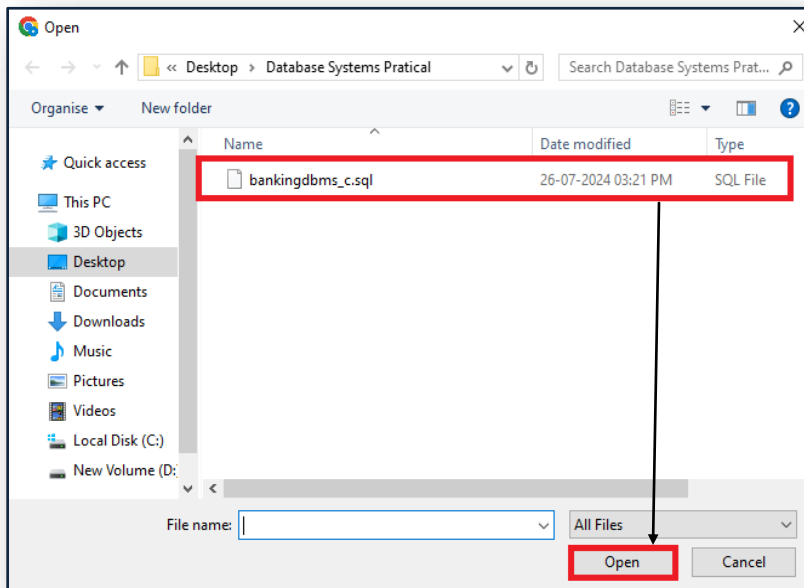 Open
« Desktop > Database Systems Pratical
Search Database Systems Prat...
Organise
New folder
Name
Date modified
Type
Quick access
bankingdbms_c.sql
26-07-2024 03:21 PM
SQL File
This PC
3D Objects
Desktop
Documents
Downloads
Music
Pictures
Videos
Local Disk (C:)
New Volume (D:
File name:
All Files
Open
Cancel